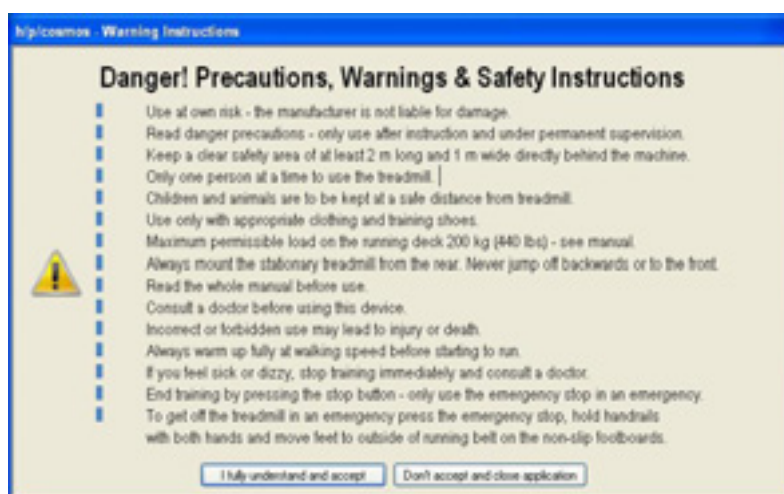 h/p/cosmos - Warning Instructions
Danger! Precautions, Warnings & Safety Instructions
Use at own risk - the manufacturer is not liable for damage.
Read danger precautions - only use after instruction and under permanent supervision.
Keep a clear safety area of at least 2 m long and 1 m wide directly behind the machine.
Only one person at a time to use the treadmill.
Children and animals are to be kept at a safe distance from treadmill.
Use only with appropriate clothing and training shoes.
Maximum permissible load on the running deck 200 kg (440 lbs) - see manual.
Always mount the stationary treadmill from the rear. Never jump off backwards or to the front.
Read the whole manual before use.
Consult a doctor before using this device.
Incorrect or forbidden use may lead to injury or death.
Always warm up fully at walking speed before starting to run.
If you feel sick or dizzy, stop training immediately and consult a doctor.
End training by pressing the stop button - only use the emergency stop in an emergency.
To get off the treadmill in an emergency press the emergency stop, hold handrails
with both hands and move feet to outside of running belt on the non-slip footboards.
I fully understand and accept
Don't accept and close application